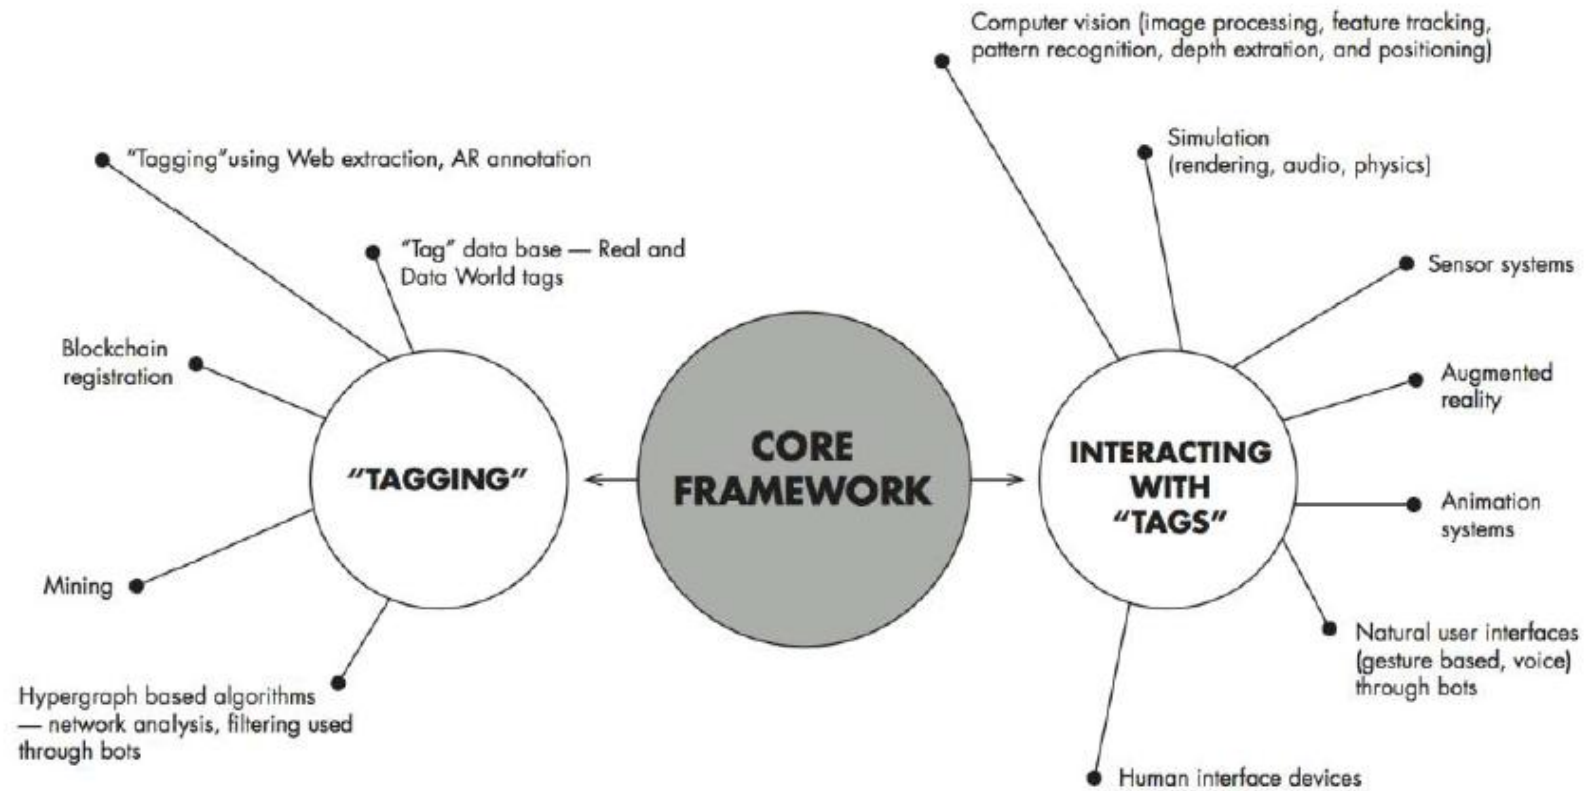 Computer vision (image processing, feature tracking,
pattern recognition, depth extration, and positioning)
"Tagging"using Web extraction, AR annotation
Simulation
(rendering, audio, physics)
"Tag" data base — Real and
Data World tags
Sensor systems
Blockchain
registration
Augmented
reality
"TAGGING"
CORE
FRAMEWORK
INTERACTING
WITH
"TAGS"
Animation
systems
Mining
Natural user interfaces
(gesture based, voice)
through bots
Hypergraph based algorithms
— network analysis, filtering used
through bots
Human interface devices